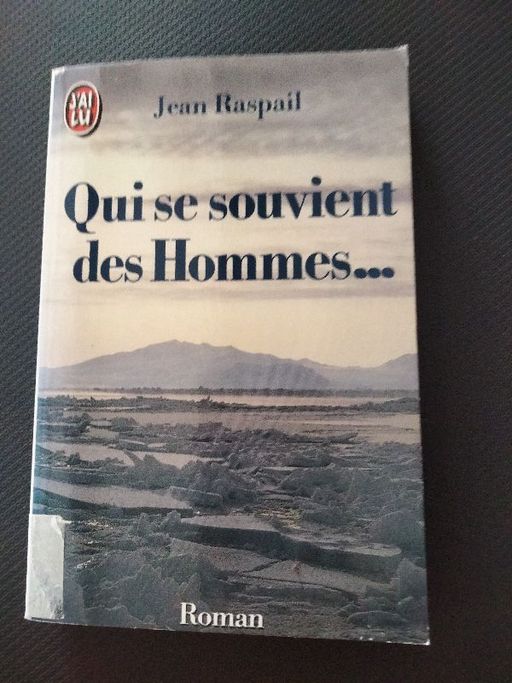 J'AI
LU
Jean Raspail
Qui se souvient
des Hommes...
Roman